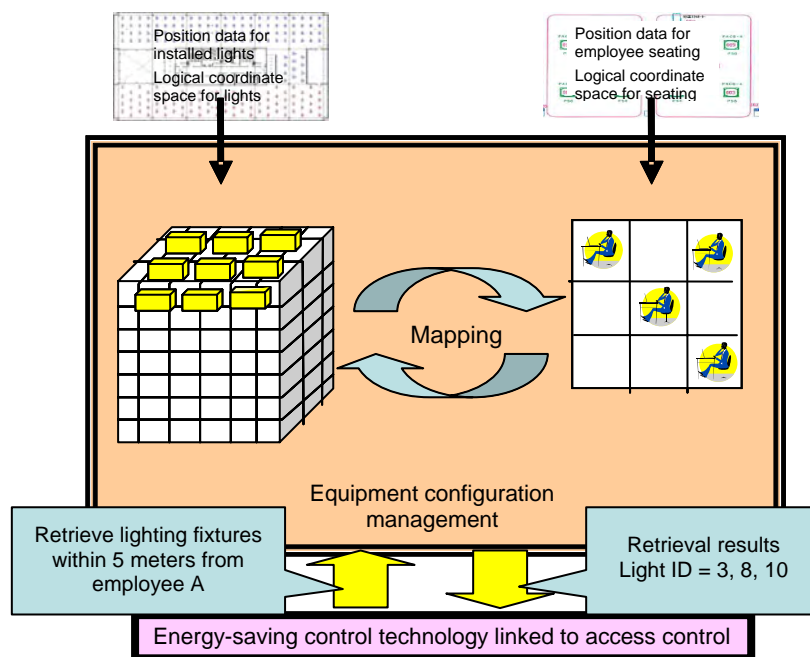 Position data for
installed lights
Logical coordinate
space for lights
Position data for
employee seating
Logical coordinate
space for seating
Mapping
Equipment configuration
management
Retrieve lighting fixtures
within 5 meters from
employee A
Retrieval results
Light ID = 3, 8, 10
Energy-saving control technology linked to access control